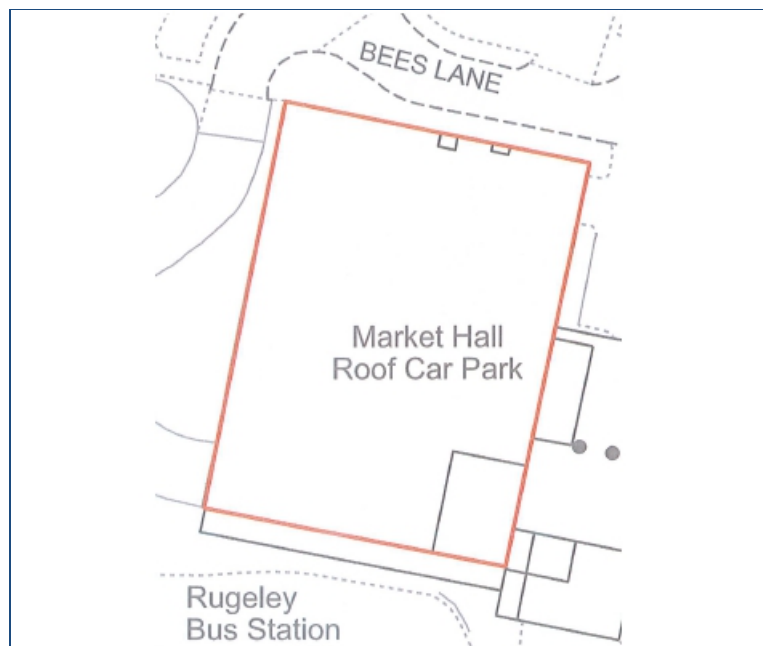 BEES LANE
Market Hall
Roof Car Park
Rugeley
Bus Station